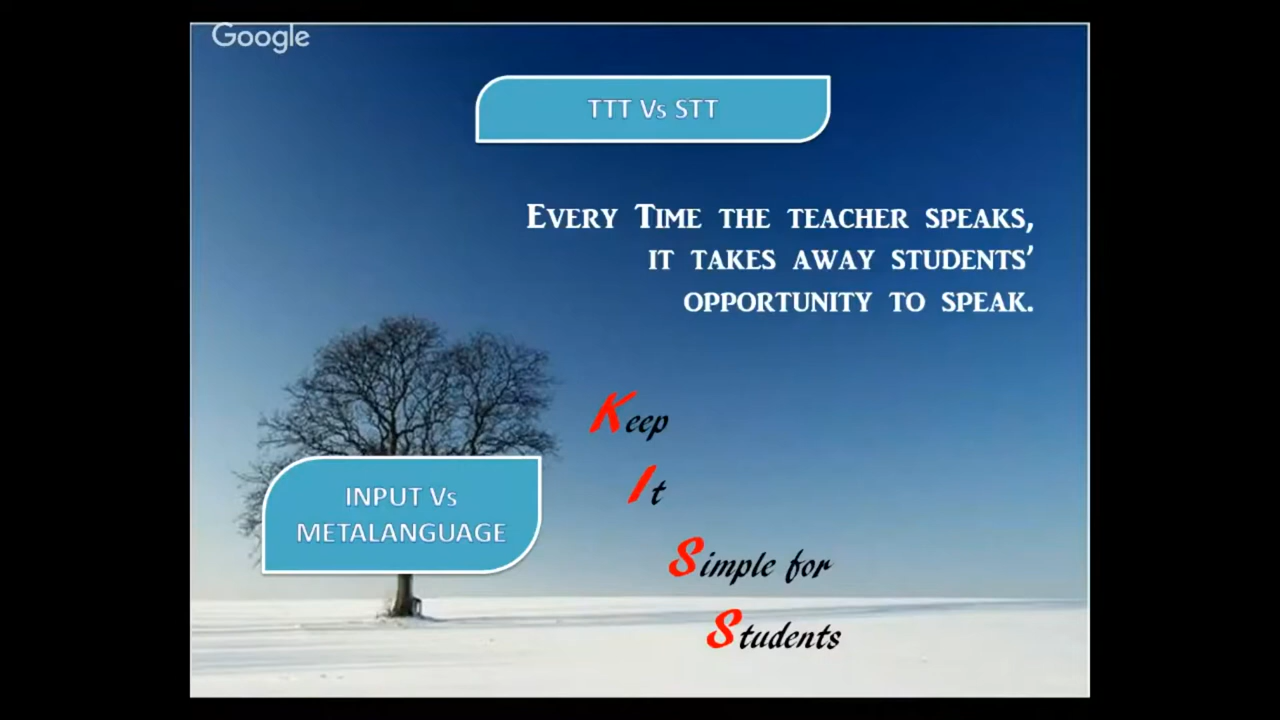 Google
TTT Vs STT
EVERY TIME THE TEACHER SPEAKS,
IT TAKES AWAY STUDENTS'
OPPORTUNITY TO SPEAK.
Keep
It
Simple for
Students
INPUT Vs
METALANGUAGE